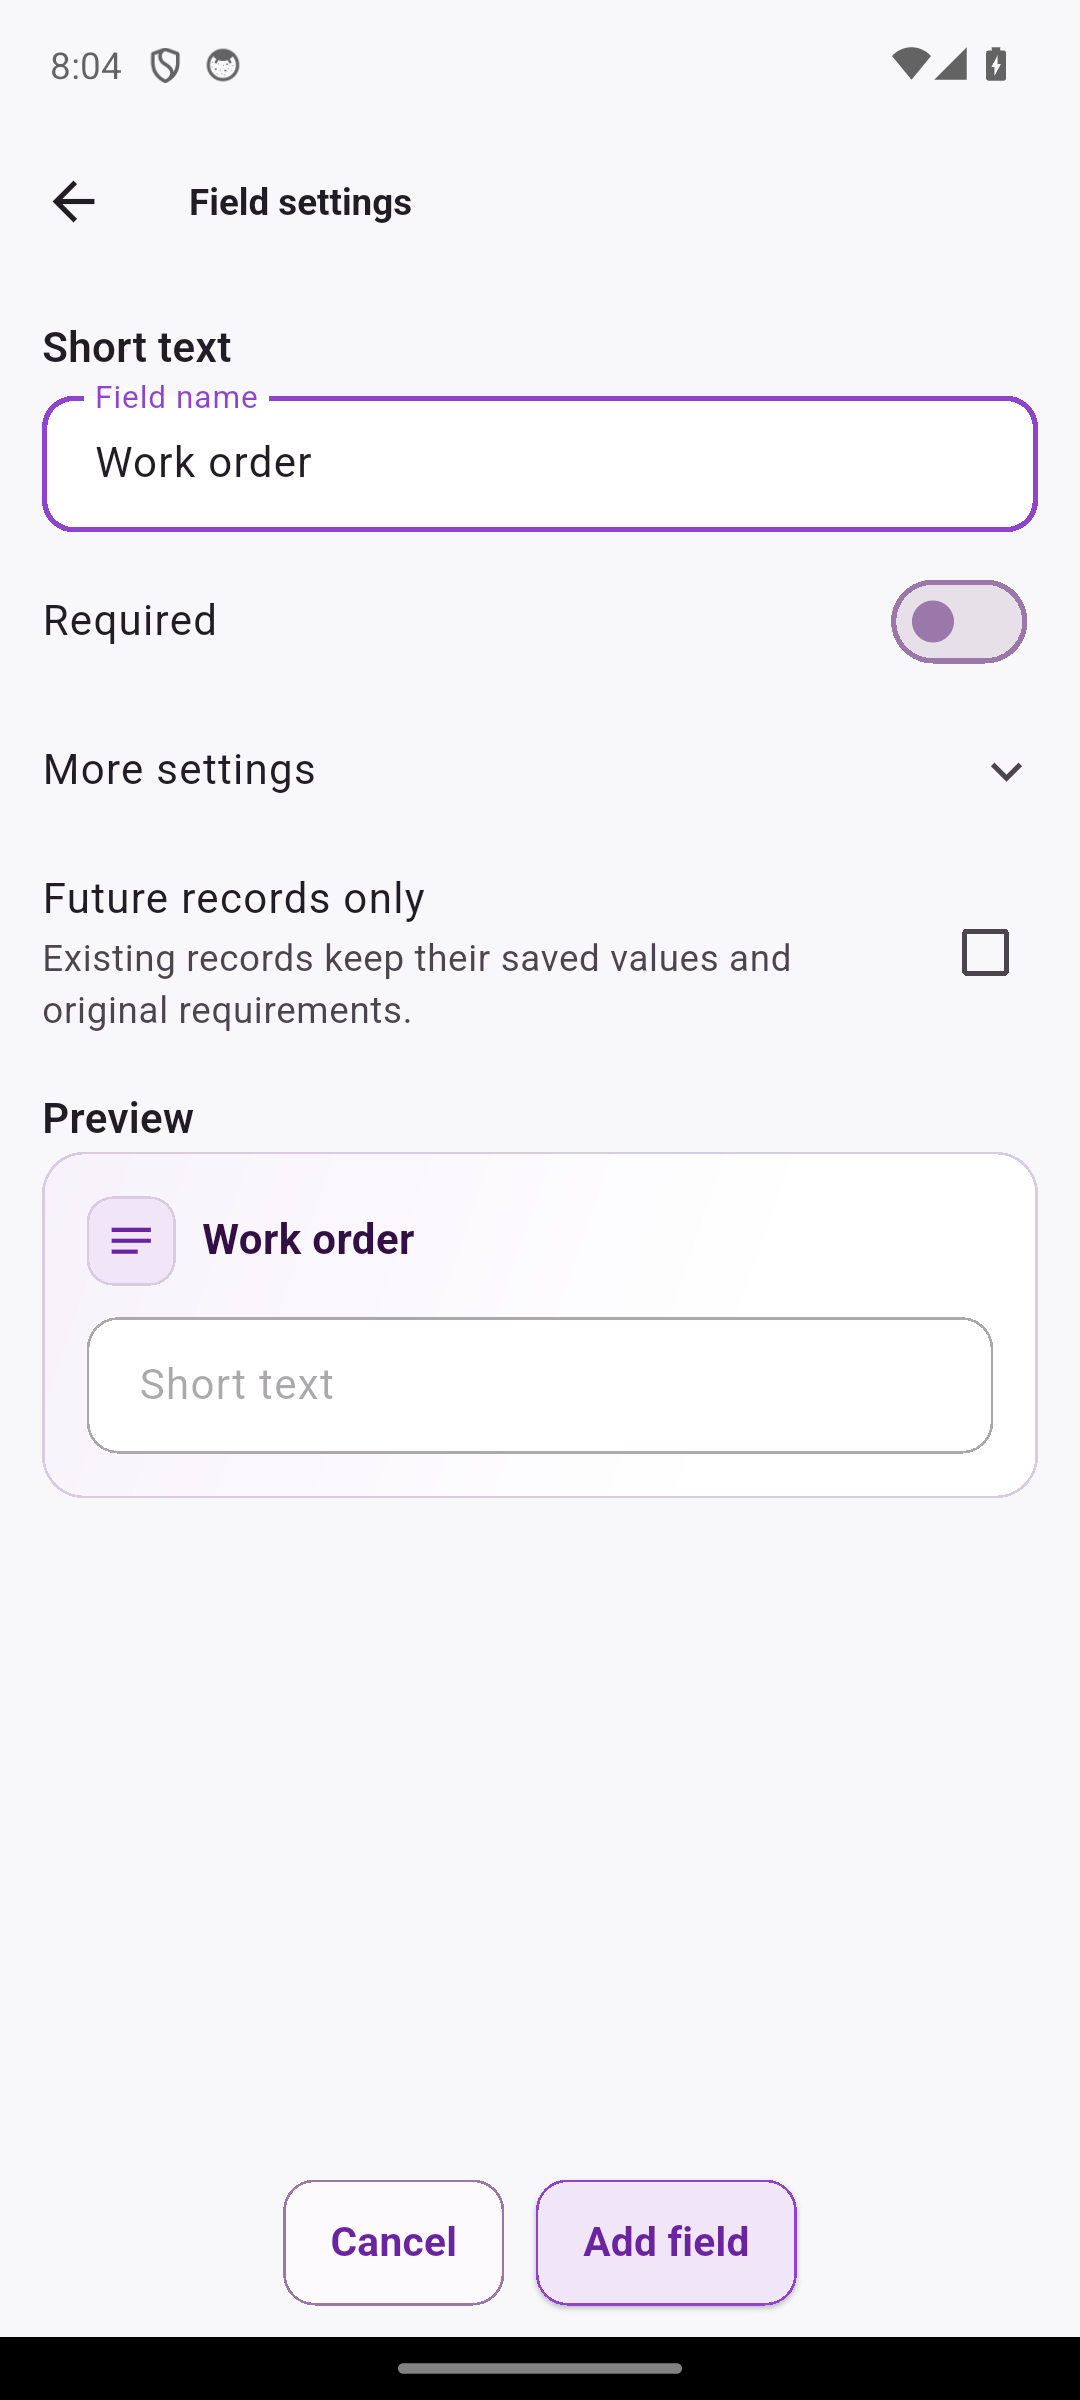 8:04
Field settings
Short text
Field name
Work order
Required
More settings
Future records only
Existing records keep their saved values and
original requirements.
Preview
Work order
Short text
Cancel
Add field